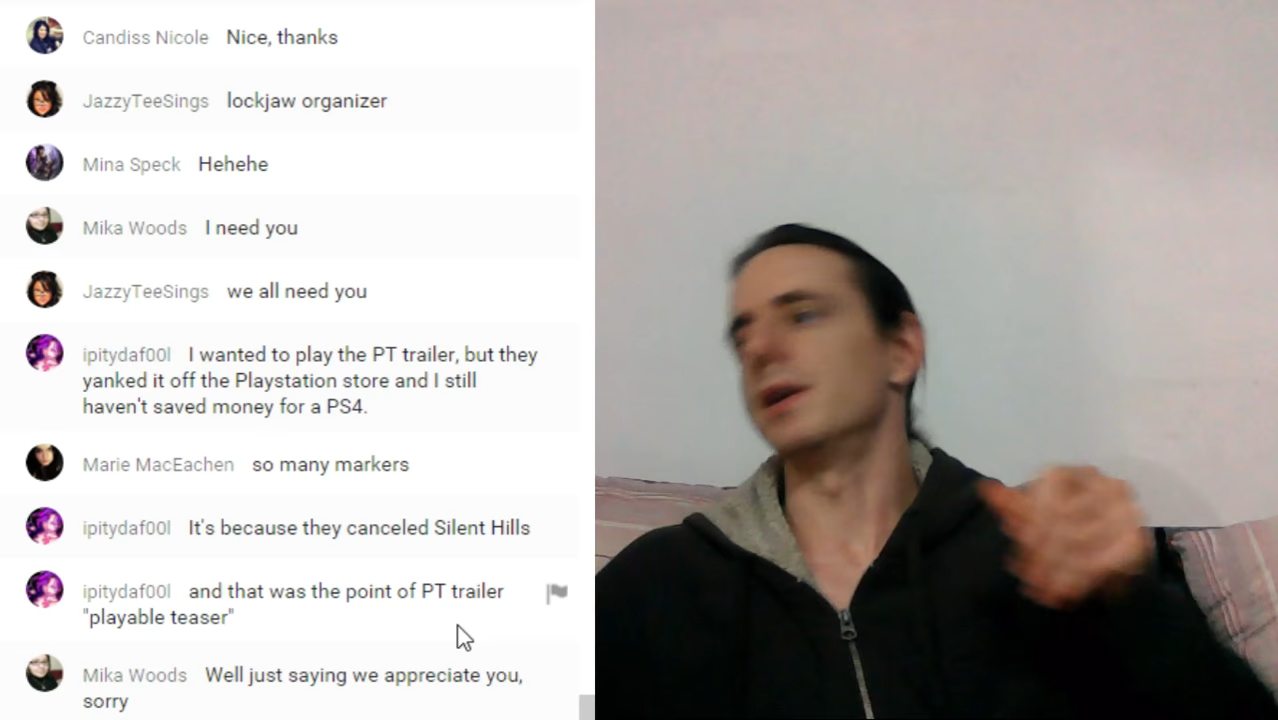 Candiss Nicole Nice, thanks
JazzyTeeSings lockjaw organizer
Mina Speck Hehehe
Mika Woods I need you
JazzyTeeSings we all need you
ipitydaf00l I wanted to play the PT trailer, but they
yanked it off the Playstation store and I still
haven't saved money for a PS4.
Marie MacEachen so many markers
ipitydaf00l It's because they canceled Silent Hills
ipitydaf00l and that was the point of PT trailer
"playable teaser"
Mika Woods Well just saying we appreciate you,
sorry